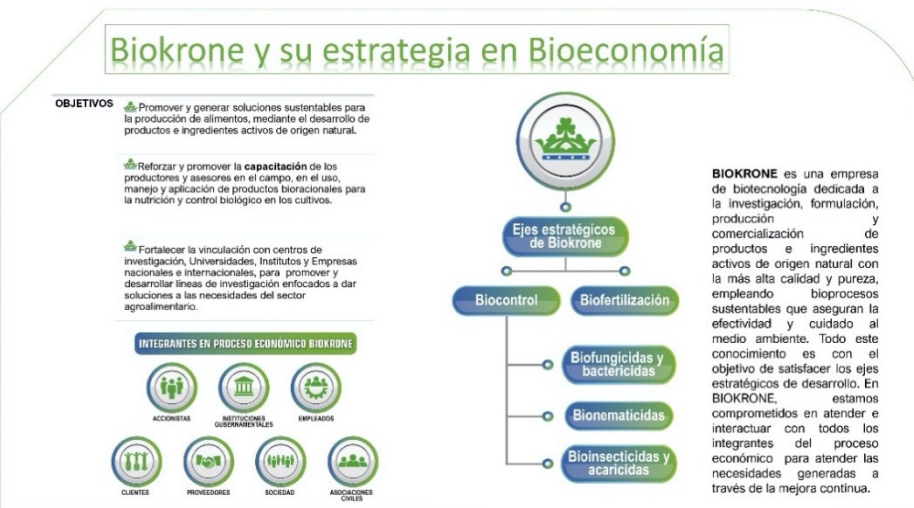 Biokrone y su estrategia en Bioeconomía
OBJETIVOS
Promover y generar soluciones sustentables para
la producción de alimentos, mediante el desarrollo de
productos e ingredientes activos de origen natural.
Reforzar y promover la capacitación de los
productores y asesores en el campo, en el uso,
manejo y aplicación de productos bioracionales para
la nutrición y control biológico en los cultivos.
Fortalecer la vinculación con centros de
investigación, Universidades, Institutos y Empresas
nacionales e internacionales, para promover y
desarrollar líneas de investigación enfocados a dar
soluciones a las necesidades del sector
agroalimentario.
INTEGRANTES EN PROCESO ECONÓMICO BIOKRONE
ACCIONISTAS
INSTITUCIONES
GUBERNAMENTALES
EMPLEADOS
CLIENTES
PROVEEDORES
SOCIEDAD
ASOCIACIONES
CIVILES
Ejes estratégicos
de Biokrone
Biocontrol
Biofertilización
Biofungicidas y
bactericidas
Bionematicidas
Bioinsecticidas y
acaricidas
BIOKRONE es una empresa
de biotecnología dedicada a
la investigación, formulación,
producción y
comercialización de
productos e ingredientes
activos de origen natural con
la más alta calidad y pureza,
empleando bioprocesos
sustentables que aseguran la
efectividad y cuidado al
medio ambiente. Todo este
conocimiento es con el
objetivo de satisfacer los ejes
estratégicos de desarrollo. En
BIOKRONE, estamos
comprometidos en atender e
interactuar con todos los
integrantes del proceso
económico para atender las
necesidades generadas a
través de la mejora continua.